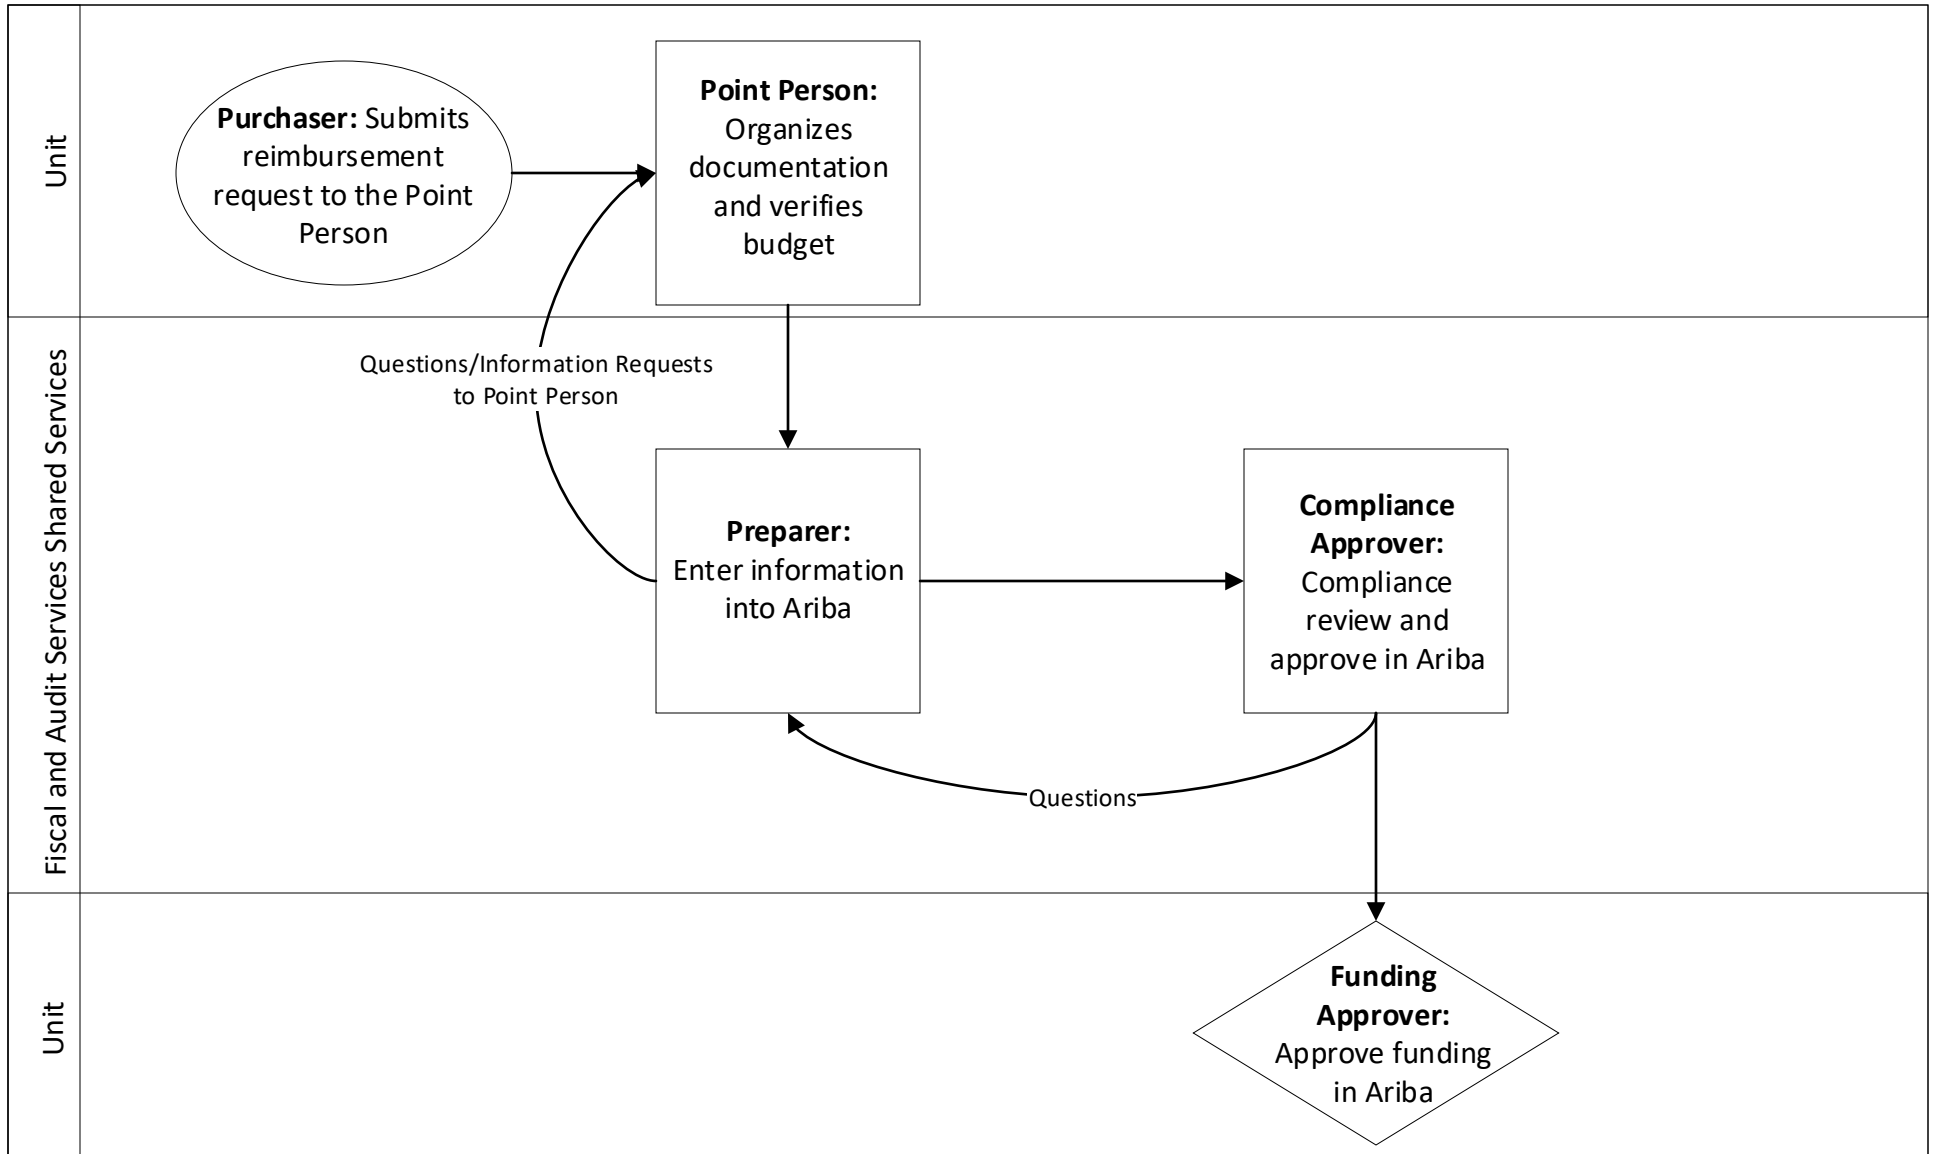 Unit
Purchaser: Submits
reimbursement
request to the Point
Person
Point Person:
Organizes
documentation
and verifies
budget
Fiscal and Audit Services Shared Services
Questions/Information Requests
to Point Person
Preparer:
Enter information
into Ariba
Compliance
Approver:
Compliance
review and
approve in Ariba
Questions
Unit
Funding
Approver:
Approve funding
in Ariba